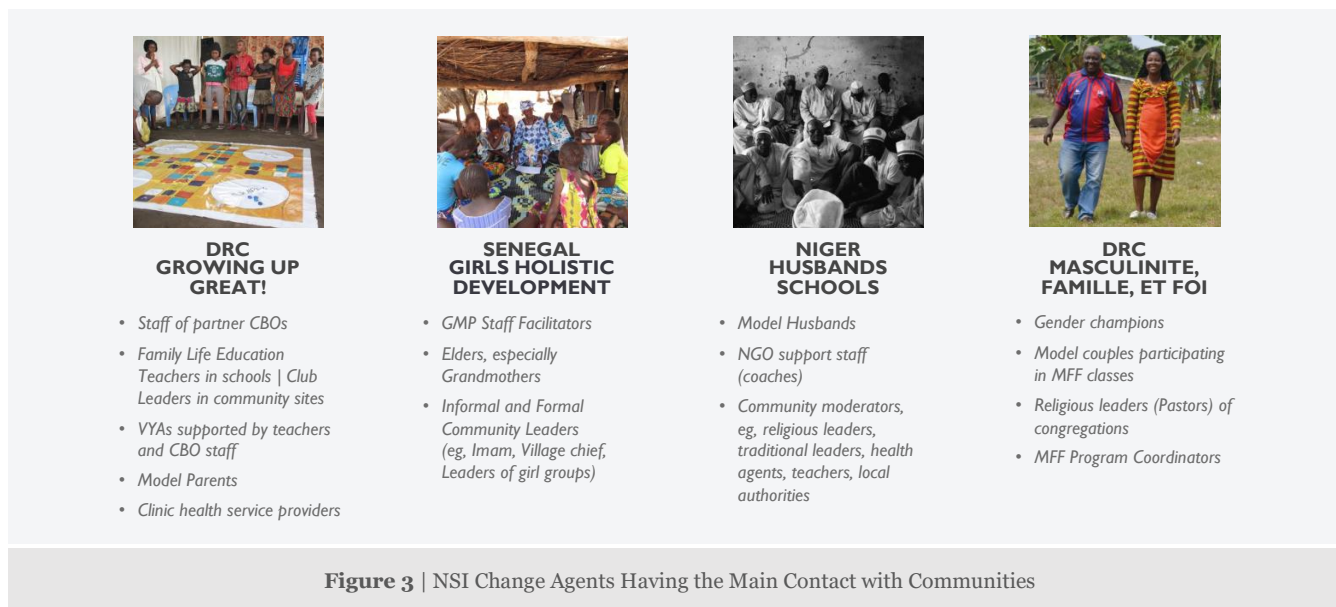 DRC
GROWING UP
GREAT!
• Staff of partner CBOs
• Family Life Education
Teachers in schools | Club
Leaders in community sites
• VYAs supported by teachers
and CBO staff
• Model Parents
• Clinic health service providers
SENEGAL
GIRLS HOLISTIC
DEVELOPMENT
• GMP Staff Facilitators
• Elders, especially
Grandmothers
• Informal and Formal
Community Leaders
(eg, Imam, Village chief,
Leaders of girl groups)
NIGER
HUSBANDS
SCHOOLS
• Model Husbands
• NGO support staff
(coaches)
• Community moderators,
eg, religious leaders,
traditional leaders, health
agents, teachers, local
authorities
DRC
MASCULINITE,
FAMILLE, ET FOI
• Gender champions
• Model couples participating
in MFF classes
• Religious leaders (Pastors) of
congregations
• MFF Program Coordinators
Figure 3 | NSI Change Agents Having the Main Contact with Communities